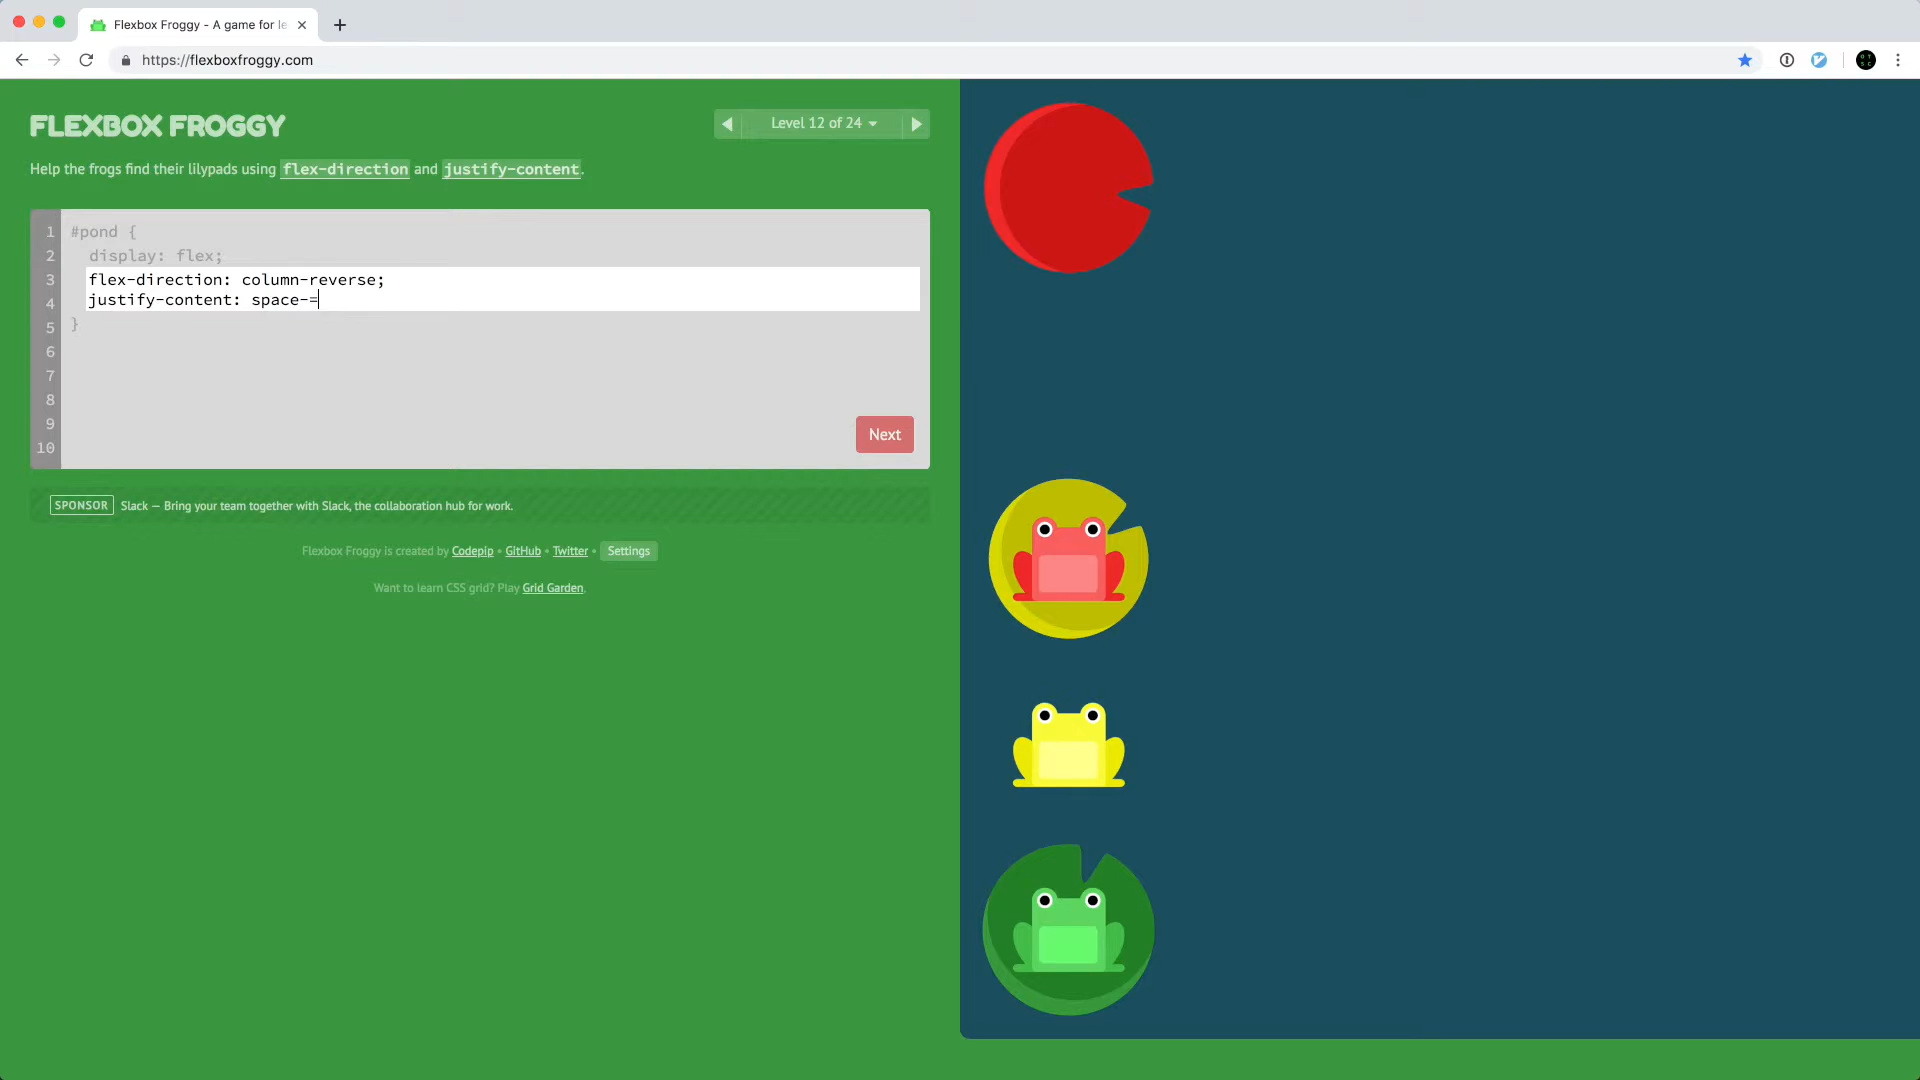 Flexbox Froggy - A game for le
https://flexboxfroggy.com
FLEXBOX FROGGY
Level 12 of 24
Help the frogs find their lilypads using flex-direction and justify-content.
1 #pond {
2 display: flex;
3 flex-direction: column-reverse;
4 justify-content: space-=
5 }
6
7
8
9
10
Next
SPONSOR Slack — Bring your team together with Slack, the collaboration hub for work.
Flexbox Froggy is created by Codepip • GitHub • Twitter • Settings
Want to learn CSS grid? Play Grid Garden.